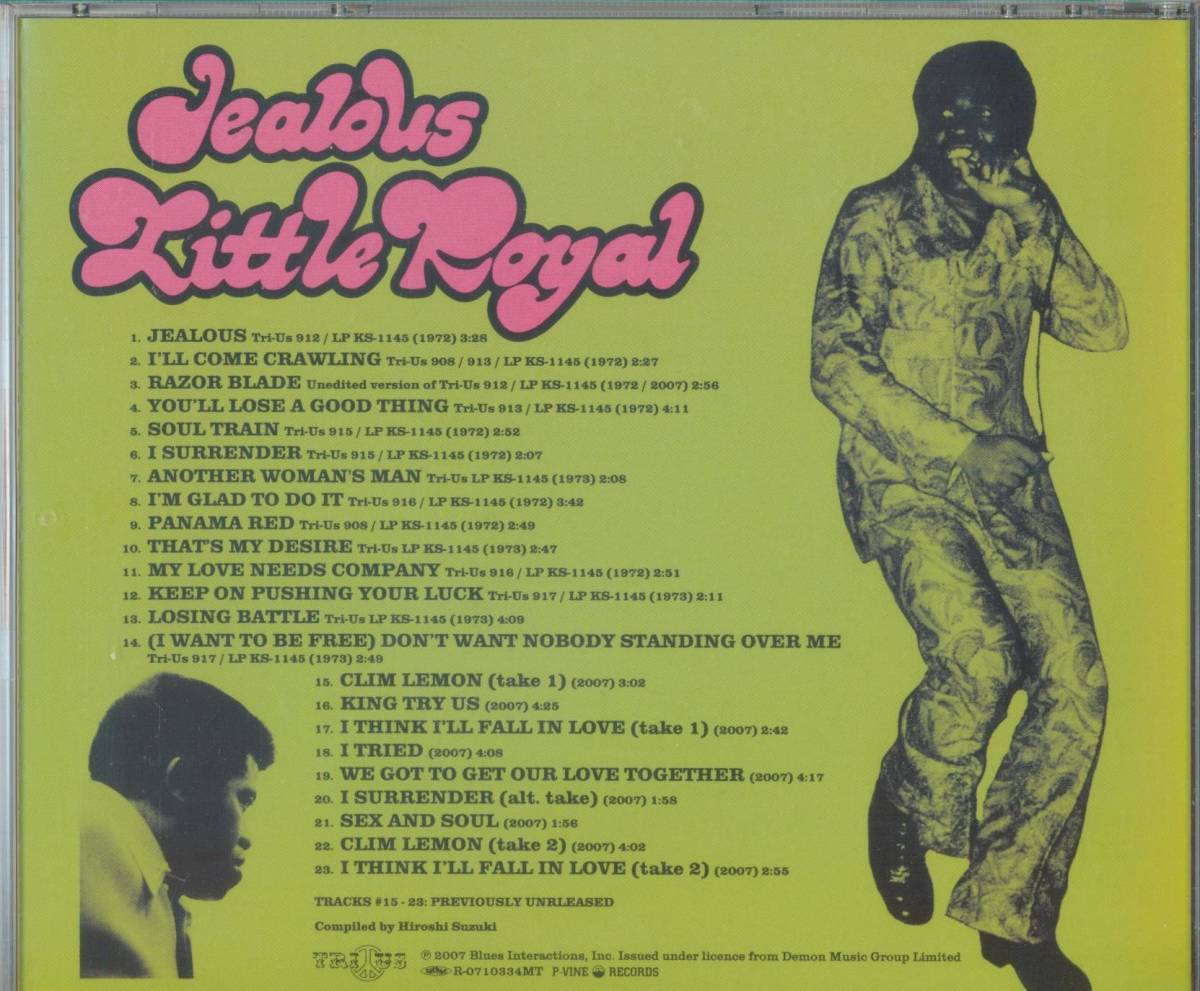 Jealous
Little Royal
1. JEALOUS Tri-Us 912 / LP KS-1145 (1972) 3:28
2. I'LL COME CRAWLING Tri-Us 908 / 913 / LP KS-1145 (1972) 2:27
3. RAZOR BLADE Unedited version of Tri-Us 912 / LP KS-1145 (1972 / 2007) 2:56
4. YOU'LL LOSE A GOOD THING Tri-Us 913 / LP KS-1145 (1972) 4:11
5. SOUL TRAIN Tri-Us 915 / LP KS-1145 (1972) 2:52
6. I SURRENDER Tri-Us 915 / LP KS-1145 (1972) 2:07
7. ANOTHER WOMAN'S MAN Tri-Us LP KS-1145 (1973) 2:08
8. I'M GLAD TO DO IT Tri-Us 916 / LP KS-1145 (1972) 3:42
9. PANAMA RED Tri-Us 908 / LP KS-1145 (1972) 2:49
10. THAT'S MY DESIRE Tri-Us LP KS-1145 (1973) 2:47
11. MY LOVE NEEDS COMPANY Tri-Us 916 / LP KS-1145 (1972) 2:51
12. KEEP ON PUSHING YOUR LUCK Tri-Us 917 / LP KS-1145 (1973) 2:11
13. LOSING BATTLE Tri-Us LP KS-1145 (1973) 4:09
14. (I WANT TO BE FREE) DON'T WANT NOBODY STANDING OVER ME
Tri-Us 917 / LP KS-1145 (1973) 2:49
15. CLIM LEMON (take 1) (2007) 3:02
16. KING TRY US (2007) 4:25
17. I THINK I'LL FALL IN LOVE (take 1) (2007) 2:42
18. I TRIED (2007) 4:08
19. WE GOT TO GET OUR LOVE TOGETHER (2007) 4:17
20. I SURRENDER (alt. take) (2007) 1:58
21. SEX AND SOUL (2007) 1:56
22. CLIM LEMON (take 2) (2007) 4:02
23. I THINK I'LL FALL IN LOVE (take 2) (2007) 2:55
TRACKS #15 - 23: PREVIOUSLY UNRLEASED
Compiled by Hiroshi Suzuki
TRI US
℗ 2007 Blues Interactions, Inc. Issued under licence from Demon Music Group Limited
R-0710334MT P-VINE RECORDS